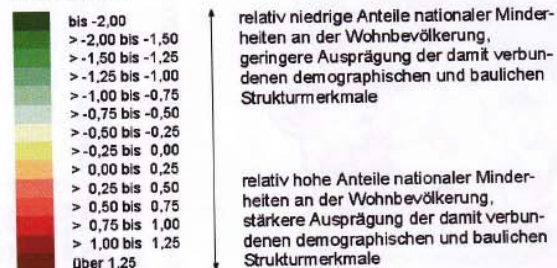 bis -2,00
> -2,00 bis -1,50
> -1,50 bis -1,25
> -1,25 bis -1,00
> -1,00 bis -0,75
> -0,75 bis -0,50
> -0,50 bis -0,25
> -0,25 bis 0,00
> 0,00 bis 0,25
> 0,25 bis 0,50
> 0,50 bis 0,75
> 0,75 bis 1,00
> 1,00 bis 1,25
über 1,25
relativ niedrige Anteile nationaler Minder-
heiten an der Wohnbevölkerung,
geringere Ausprägung der damit verbun-
denen demographischen und baulichen
Strukturmerkmale
relativ hohe Anteile nationaler Minder-
heiten an der Wohnbevölkerung,
stärkere Ausprägung der damit verbun-
denen demographischen und baulichen
Strukturmerkmale